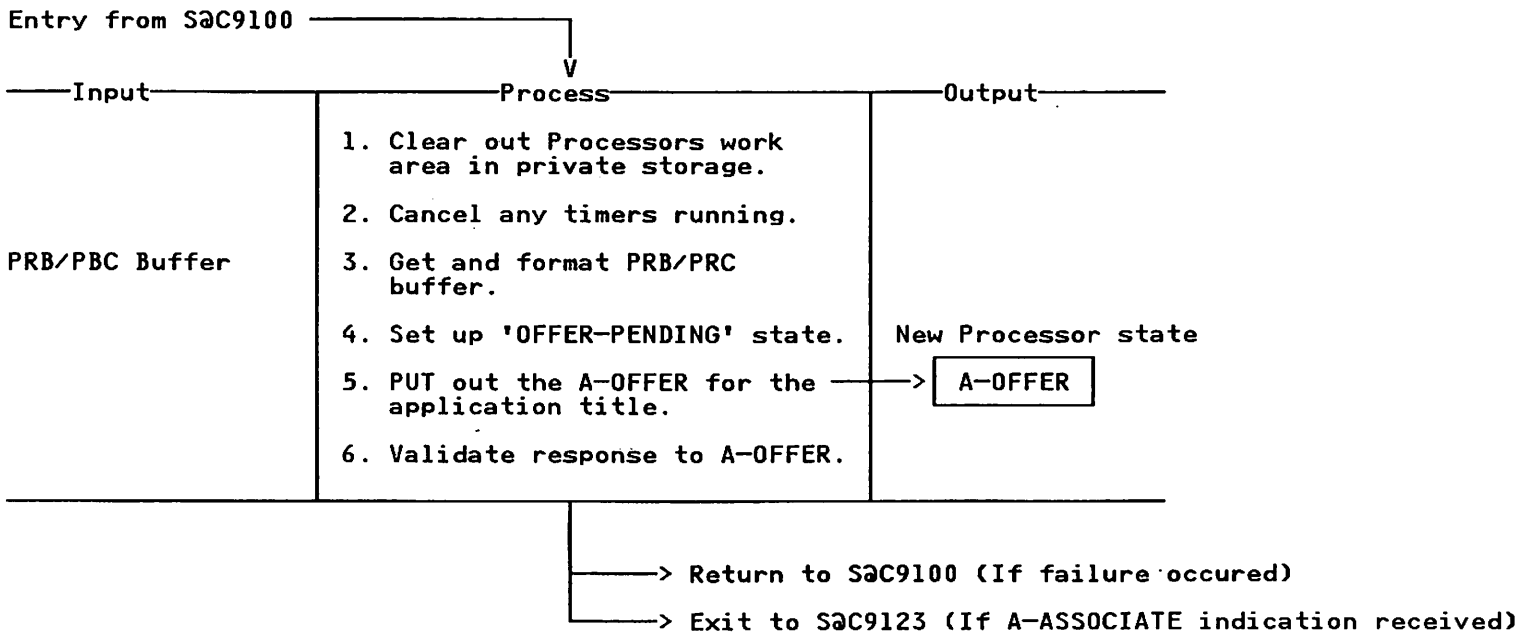 Entry from S@C9100
Input
Process
Output
1. Clear out Processors work
area in private storage.
2. Cancel any timers running.
PRB/PBC Buffer
3. Get and format PRB/PRC
buffer.
4. Set up 'OFFER-PENDING' state.
New Processor state
5. PUT out the A-OFFER for the
application title.
A-OFFER
6. Validate response to A-OFFER.
Return to S@C9100 (If failure occured)
Exit to S@C9123 (If A-ASSOCIATE indication received)